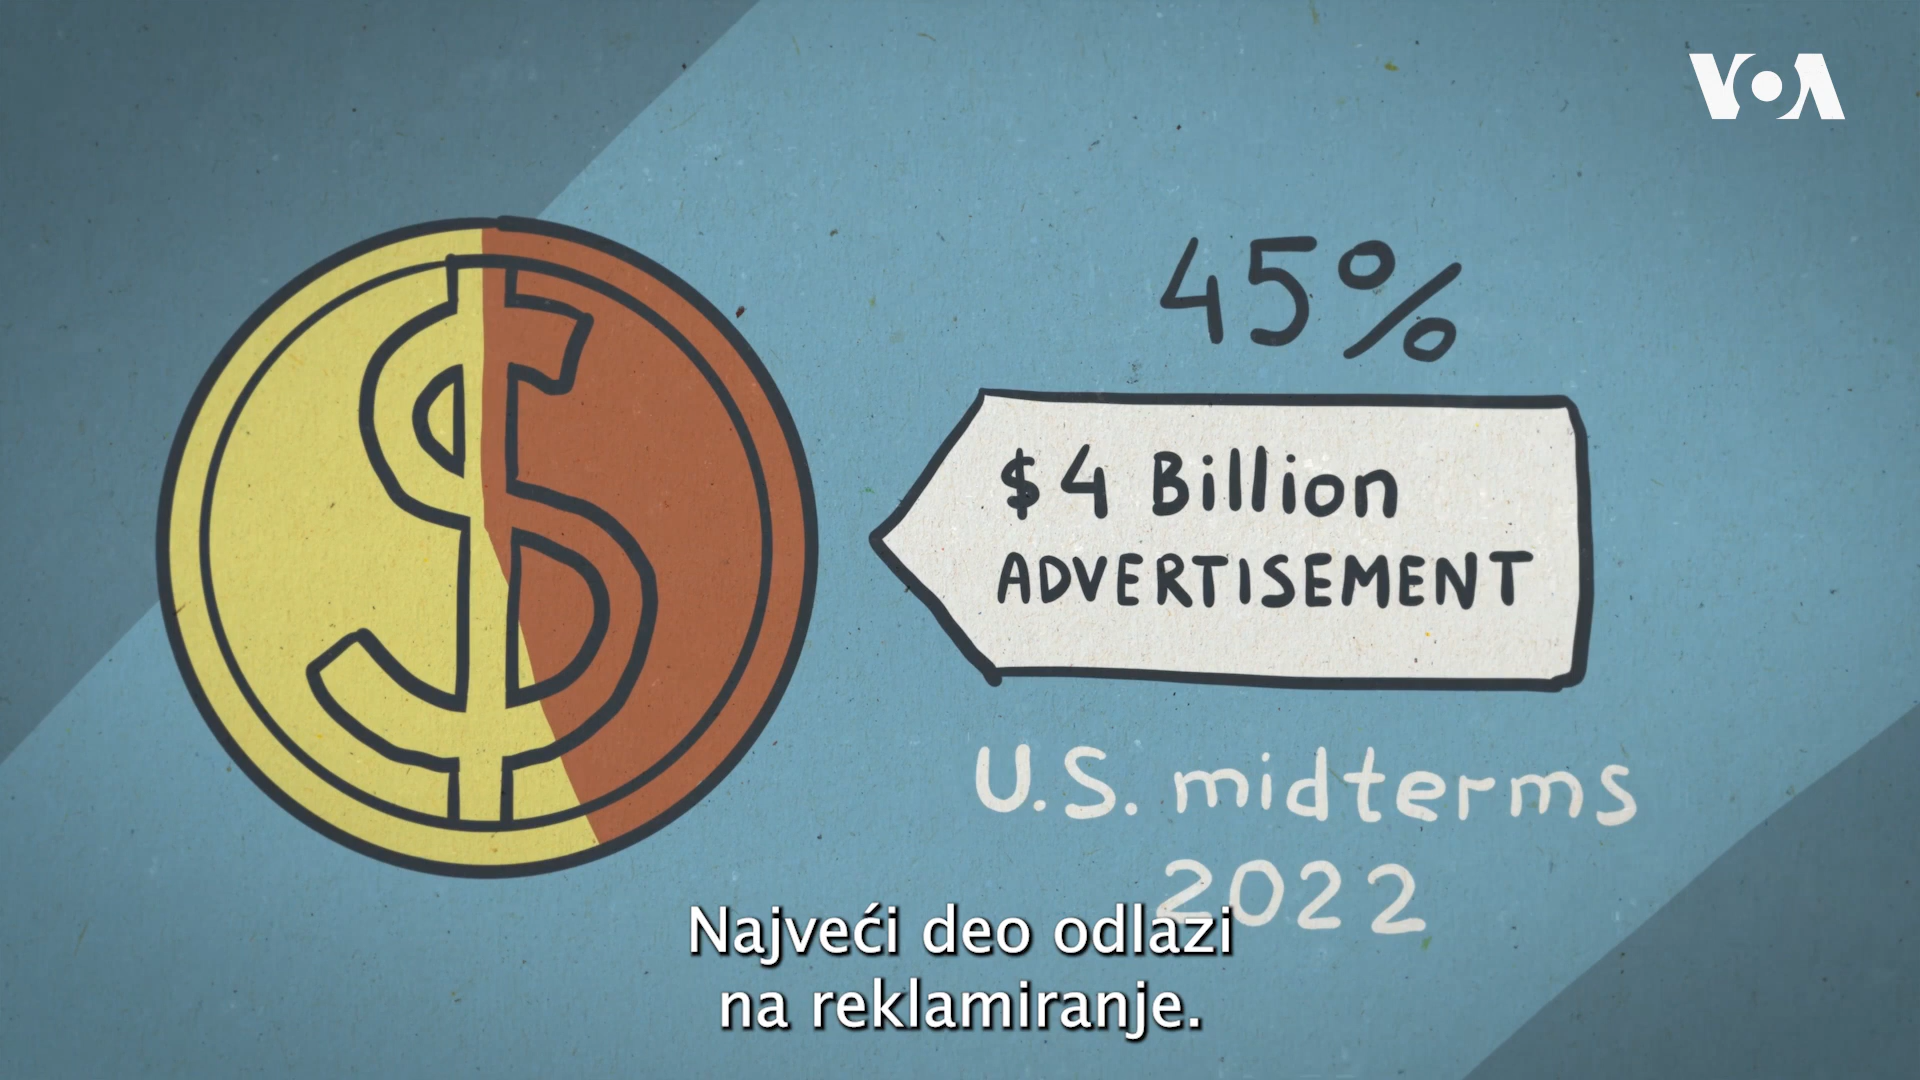 VOA
45%
$4 Billion
ADVERTISEMENT
U.S. midterms
2022
Najveći deo odlazi
na reklamiranje.